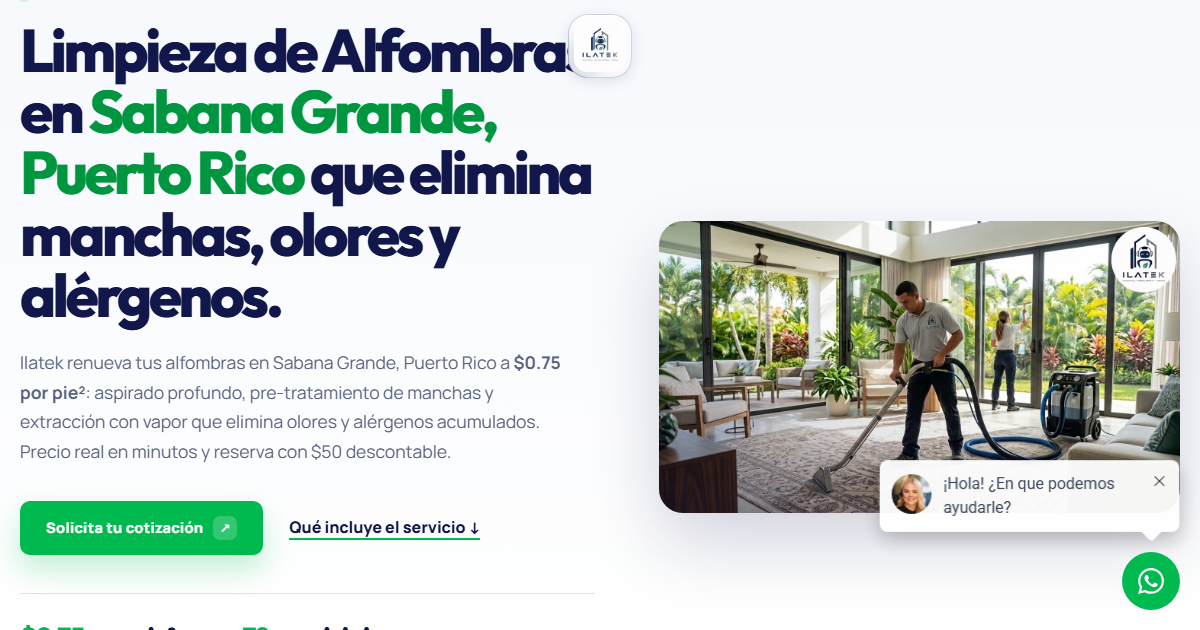 Limpieza de Alfombras
en Sabana Grande,
Puerto Rico que elimina
manchas, olores y
alérgenos.
ILATEK
Ilatek renueva tus alfombras en Sabana Grande, Puerto Rico a $0.75
por pie²: aspirado profundo, pre-tratamiento de manchas y
extracción con vapor que elimina olores y alérgenos acumulados.
Precio real en minutos y reserva con $50 descontable.
Solicita tu cotización ↗
Qué incluye el servicio ↓
ILATEK
¡Hola! ¿En que podemos
ayudarle?